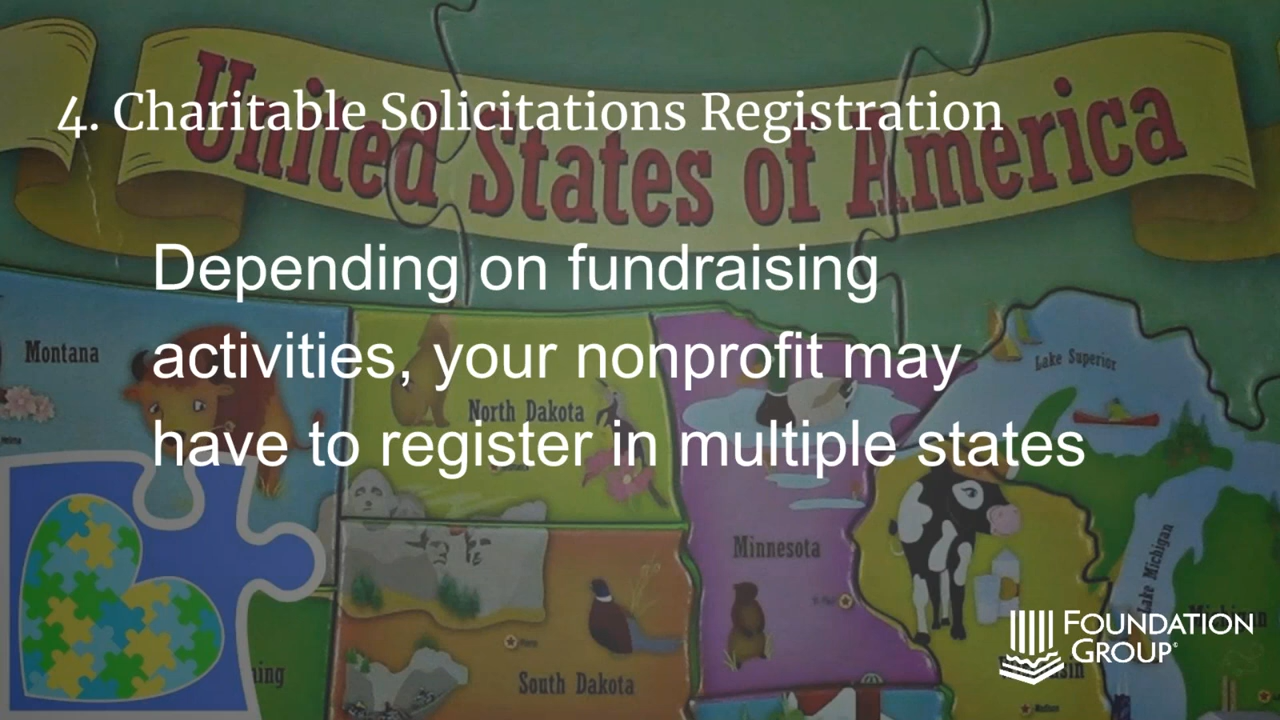 United States of America
4. Charitable Solicitations Registration
Depending on fundraising
activities, your nonprofit may
have to register in multiple states
Montana
North Dakota
Lake Superior
Minnesota
Lake Michigan
Michigan
South Dakota
FOUNDATION
GROUP®